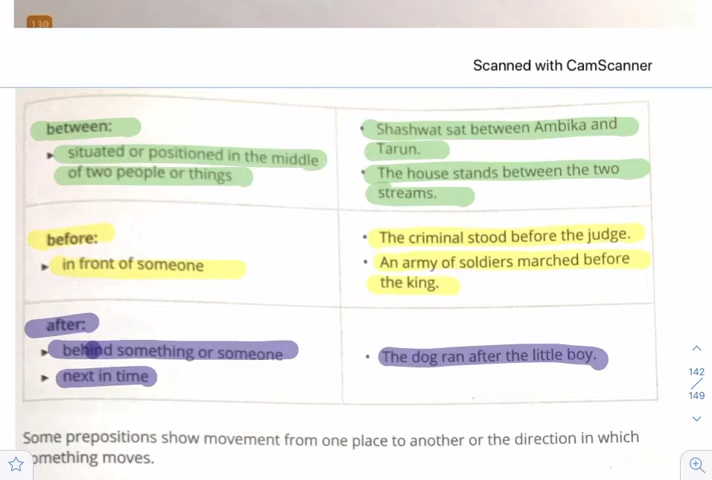 130
Scanned with CamScanner
between:
situated or positioned in the middle
of two people or things
• Shashwat sat between Ambika and
Tarun.
• The house stands between the two
streams.
before:
in front of someone
• The criminal stood before the judge.
• An army of soldiers marched before
the king.
after:
behind something or someone
next in time
• The dog ran after the little boy.
142
149
Some prepositions show movement from one place to another or the direction in which
omething moves.